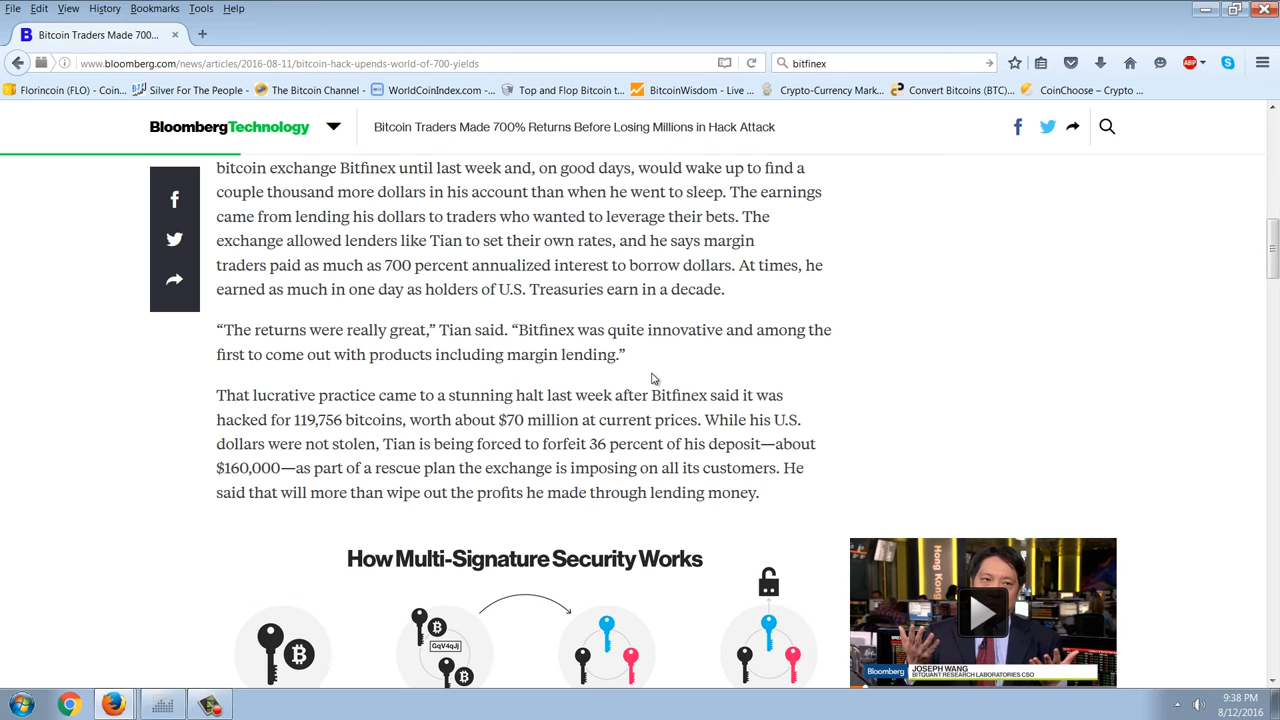 File Edit View History Bookmarks Tools Help
B Bitcoin Traders Made 700... × +
www.bloomberg.com/news/articles/2016-08-11/bitcoin-hack-upends-world-of-700-yields
bitfinex
ABP
Florincoin (FLO) - Coin... Silver For The People - The Bitcoin Channel - WorldCoinIndex.com -... Top and Flop Bitcoin t... BitcoinWisdom - Live ... Crypto-Currency Mark... Convert Bitcoins (BTC)... CoinChoose – Crypto ...
BloombergTechnology Bitcoin Traders Made 700% Returns Before Losing Millions in Hack Attack
bitcoin exchange Bitfinex until last week and, on good days, would wake up to find a
couple thousand more dollars in his account than when he went to sleep. The earnings
came from lending his dollars to traders who wanted to leverage their bets. The
exchange allowed lenders like Tian to set their own rates, and he says margin
traders paid as much as 700 percent annualized interest to borrow dollars. At times, he
earned as much in one day as holders of U.S. Treasuries earn in a decade.
“The returns were really great,” Tian said. “Bitfinex was quite innovative and among the
first to come out with products including margin lending.”
That lucrative practice came to a stunning halt last week after Bitfinex said it was
hacked for 119,756 bitcoins, worth about $70 million at current prices. While his U.S.
dollars were not stolen, Tian is being forced to forfeit 36 percent of his deposit—about
$160,000—as part of a rescue plan the exchange is imposing on all its customers. He
said that will more than wipe out the profits he made through lending money.
How Multi-Signature Security Works
GqV4qJj
Hong Kong
Bloomberg JOSEPH WANG
BITQUANT RESEARCH LABORATORIES CSO
9:38 PM
8/12/2016